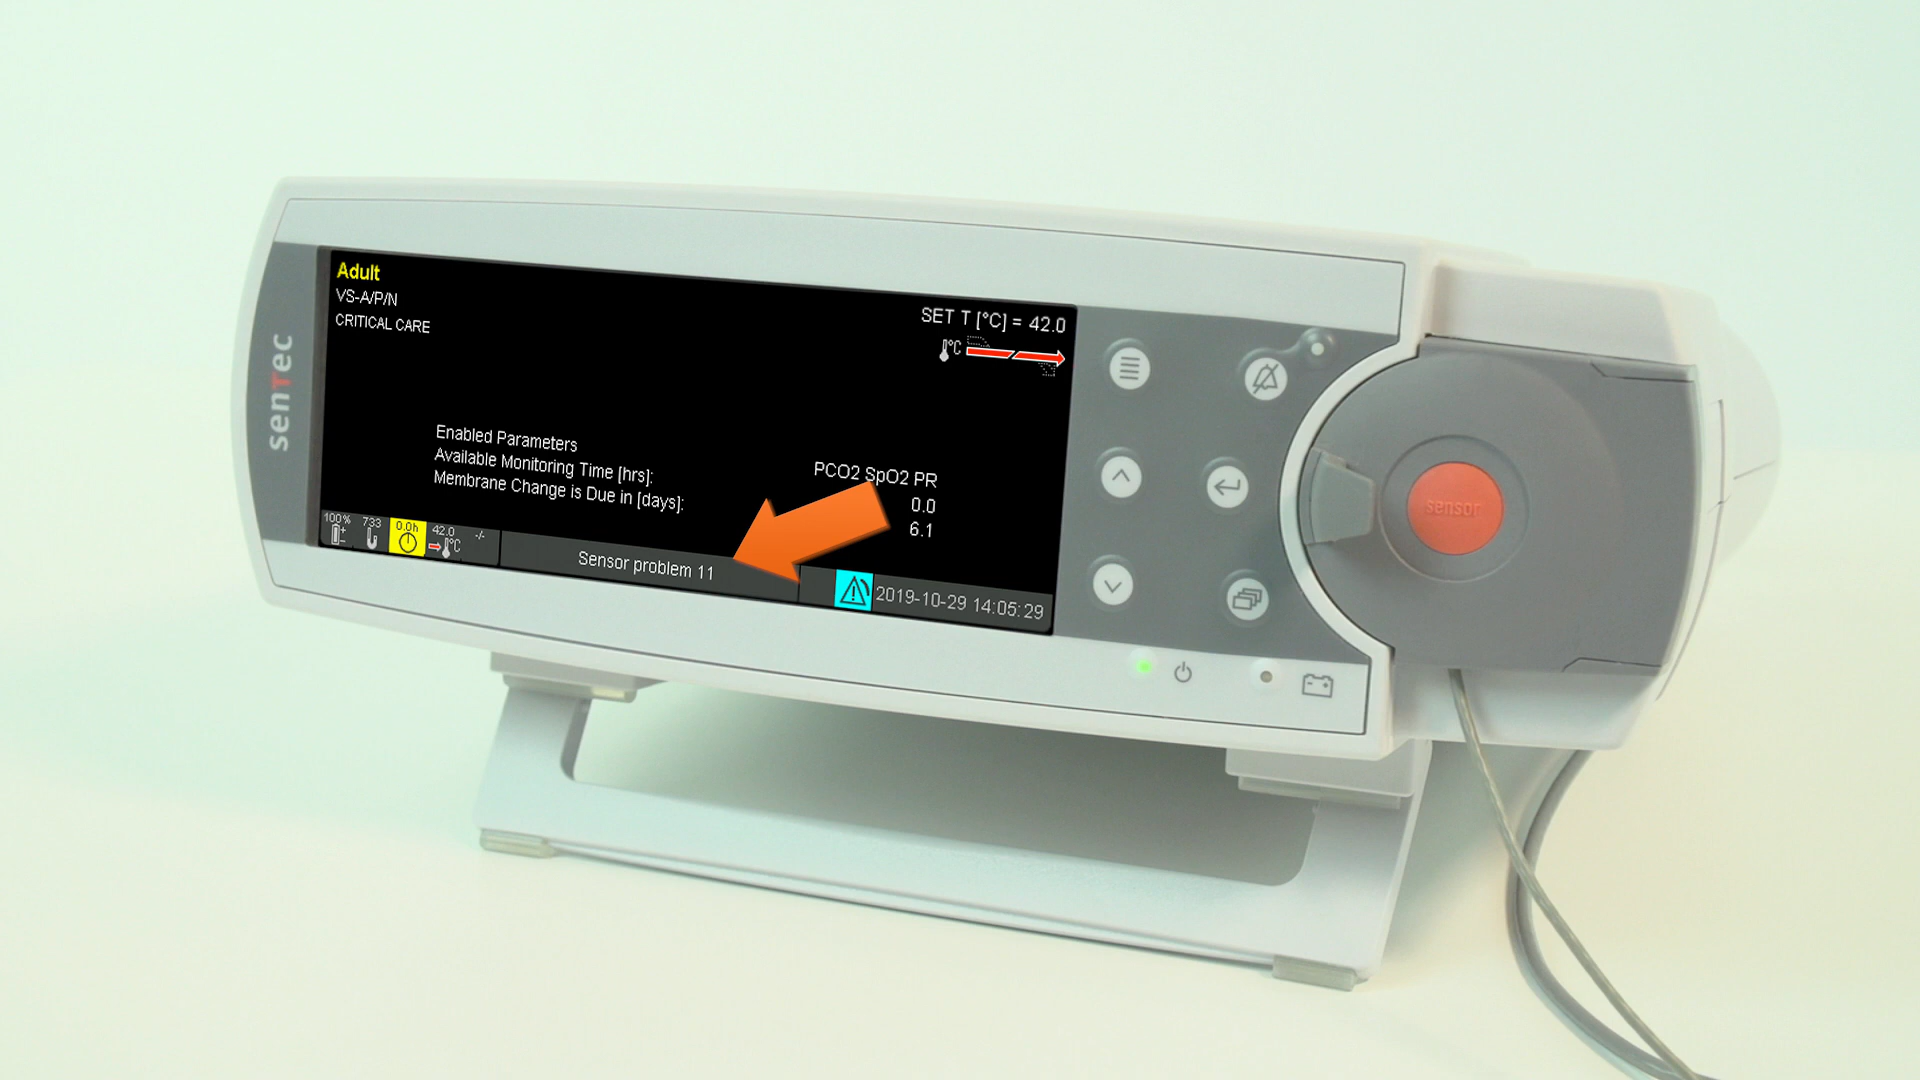 Adult
VS-A/P/N
CRITICAL CARE
SET T [°C] = 42.0
°C
Enabled Parameters
PCO2 SpO2 PR
Available Monitoring Time [hrs]:
0.0
Membrane Change is Due in [days]:
6.1
100%
733
0.0h
42.0
°C
-/-
Sensor problem 11
2019-10-29 14:05:29
sentec
sensor